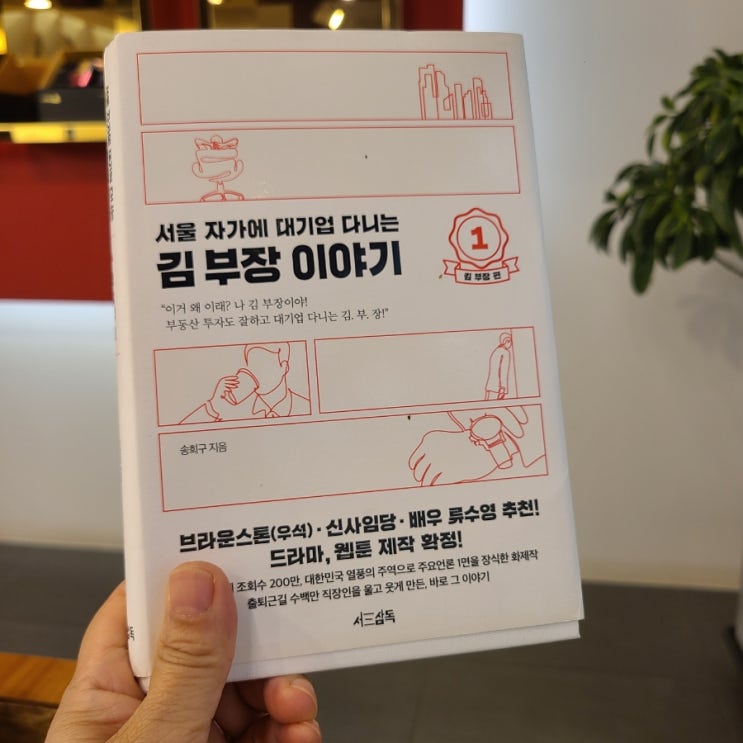 서울 자가에 대기업 다니는
김 부장 이야기
1
김 부장 편
"이거 왜 이래? 나 김 부장이야!
부동산 투자도 잘하고 대기업 다니는 김. 부. 장!"
송희구 지음
브라운스톤(우석)·신사임당·배우 류수영 추천!
드라마, 웹툰 제작 확정!
조회수 200만, 대한민국 열풍의 주역으로 주요언론 1면을 장식한 화제작
출퇴근길 수백만 직장인을 울고 웃게 만든, 바로 그 이야기
서삼독